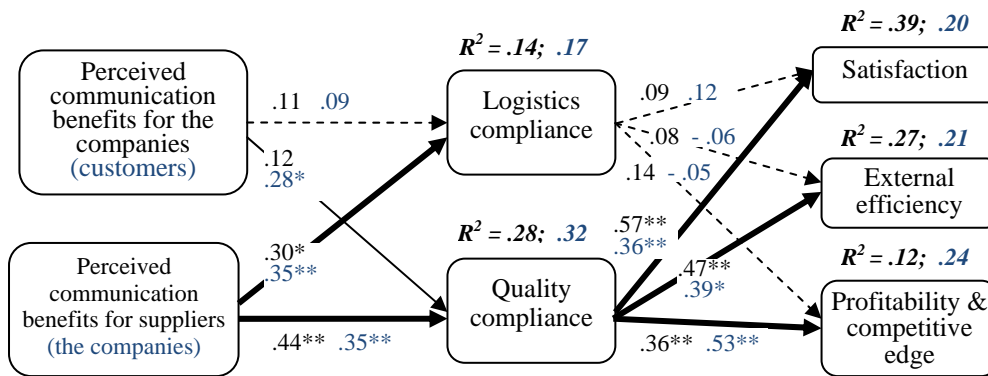 R² = .39; .20
R² = .14; .17
Perceived
communication
benefits for the
companies
(customers)
.11 .09
Logistics
compliance
.09 .12
Satisfaction
.12
.28*
.08 -.06
R² = .27; .21
.14 -.05
External
efficiency
R² = .28; .32
.57**
.36**
.30*
.35**
Perceived
communication
benefits for suppliers
(the companies)
Quality
compliance
.47**
.39*
R² = .12; .24
Profitability &
competitive
edge
.44** .35**
.36** .53**